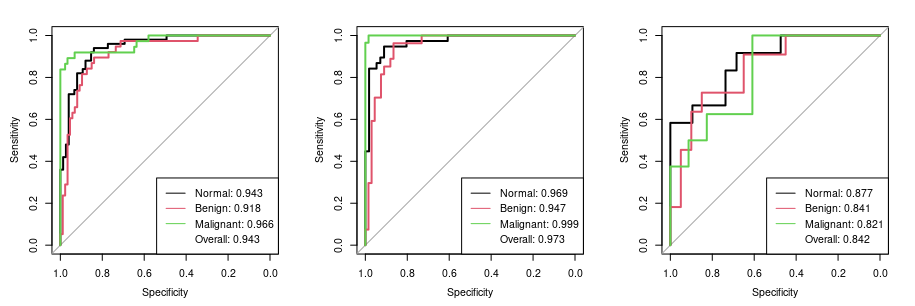 Sensitivity
1.0
0.8
0.6
0.4
0.2
0.0
Normal: 0.943
Benign: 0.918
Malignant: 0.966
Overall: 0.943
1.0 0.8 0.6 0.4 0.2 0.0
Specificity
Sensitivity
1.0
0.8
0.6
0.4
0.2
0.0
Normal: 0.969
Benign: 0.947
Malignant: 0.999
Overall: 0.973
1.0 0.8 0.6 0.4 0.2 0.0
Specificity
Sensitivity
1.0
0.8
0.6
0.4
0.2
0.0
Normal: 0.877
Benign: 0.841
Malignant: 0.821
Overall: 0.842
1.0 0.8 0.6 0.4 0.2 0.0
Specificity